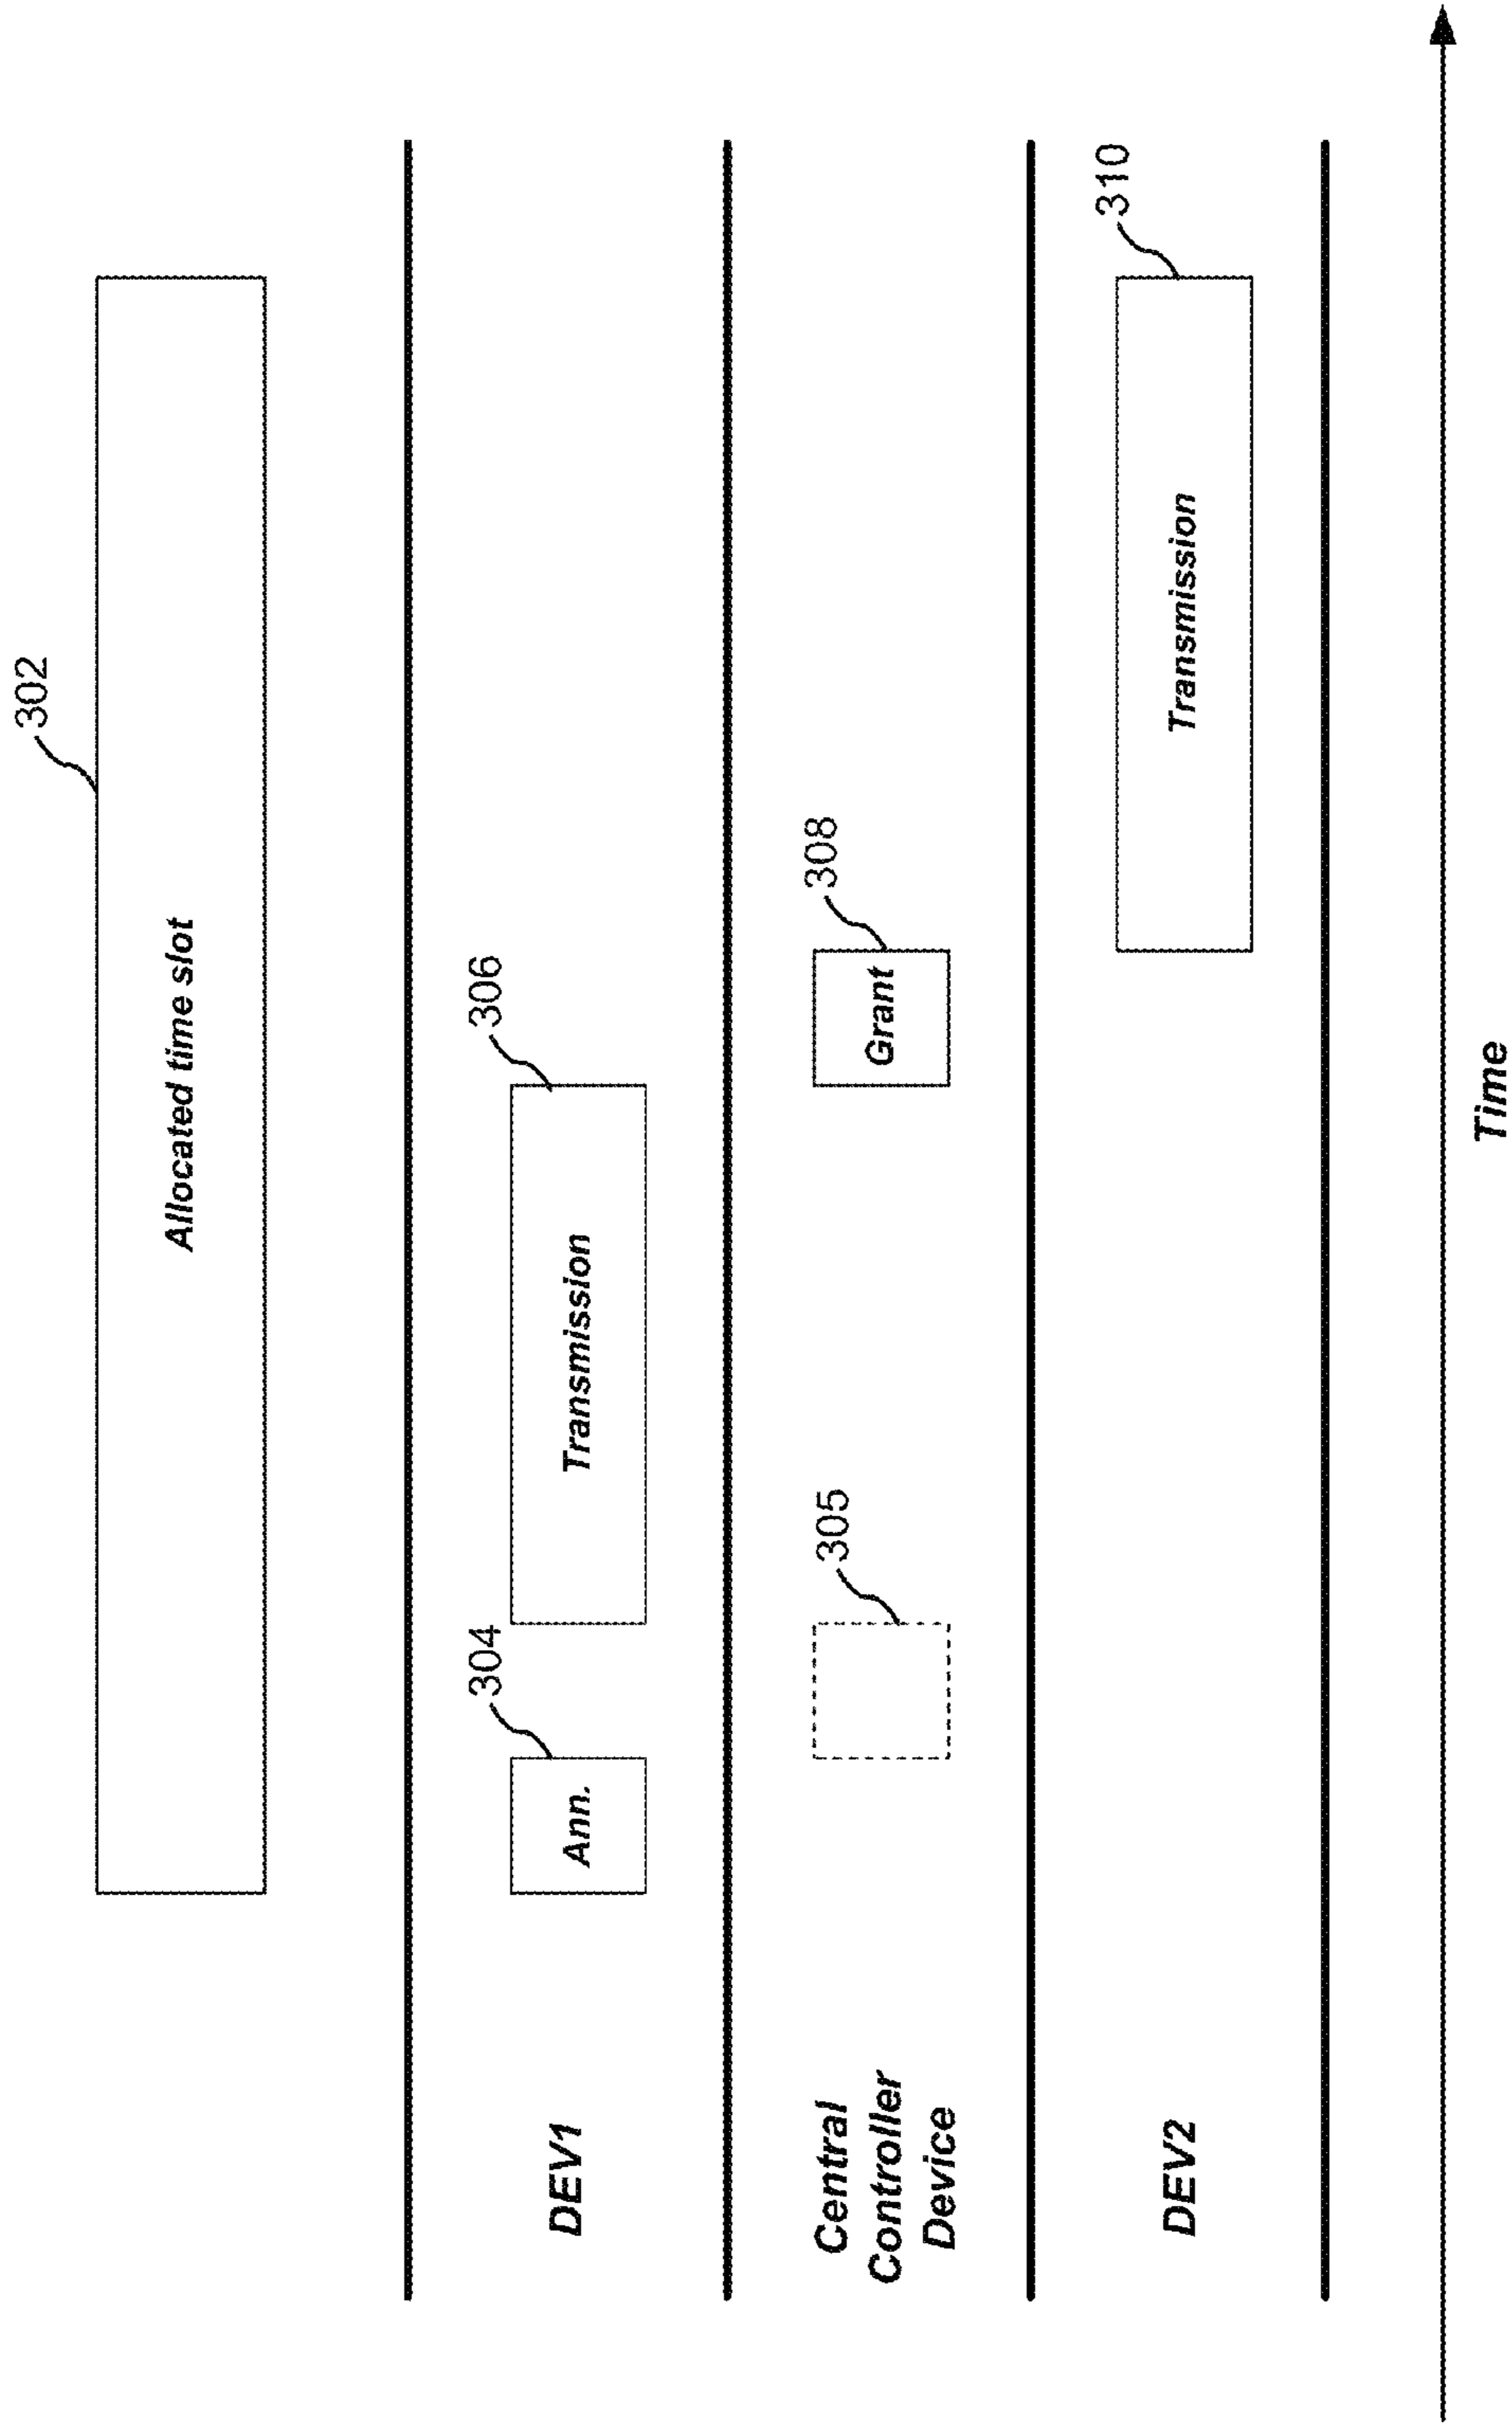 302
Allocated time slot
DEV1
304
Ann.
306
Transmission
Central
Controller
Device
305
308
Grant
DEV2
310
Transmission
Time